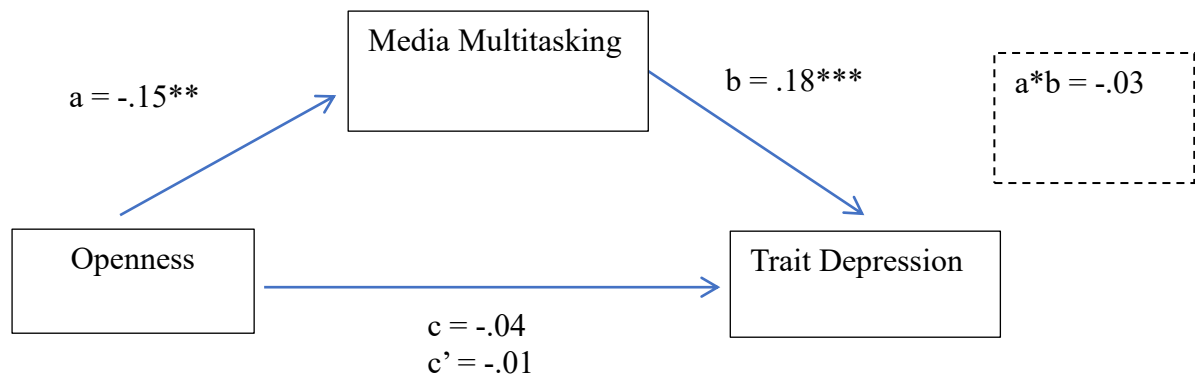 Media Multitasking
a = -.15**
b = .18***
a*b = -.03
Openness
Trait Depression
c = -.04
c’ = -.01